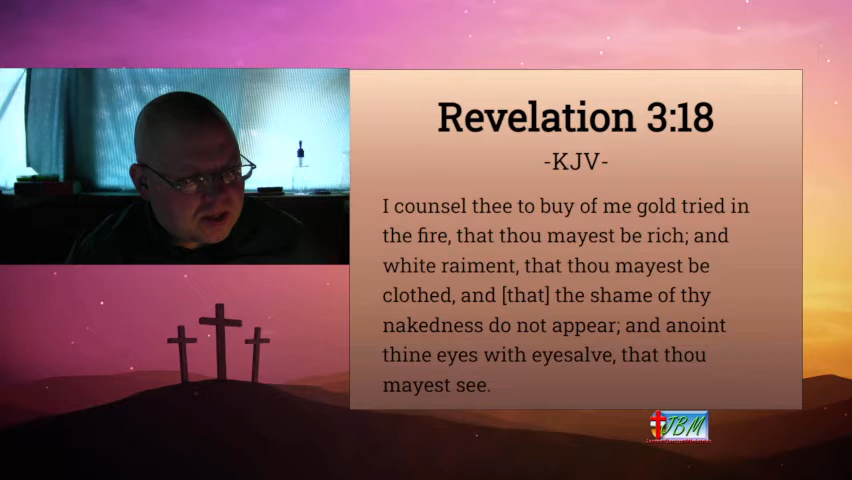 Revelation 3:18
-KJV-
I counsel thee to buy of me gold tried in
the fire, that thou mayest be rich; and
white raiment, that thou mayest be
clothed, and [that] the shame of thy
nakedness do not appear; and anoint
thine eyes with eyesalve, that thou
mayest see.
JBM